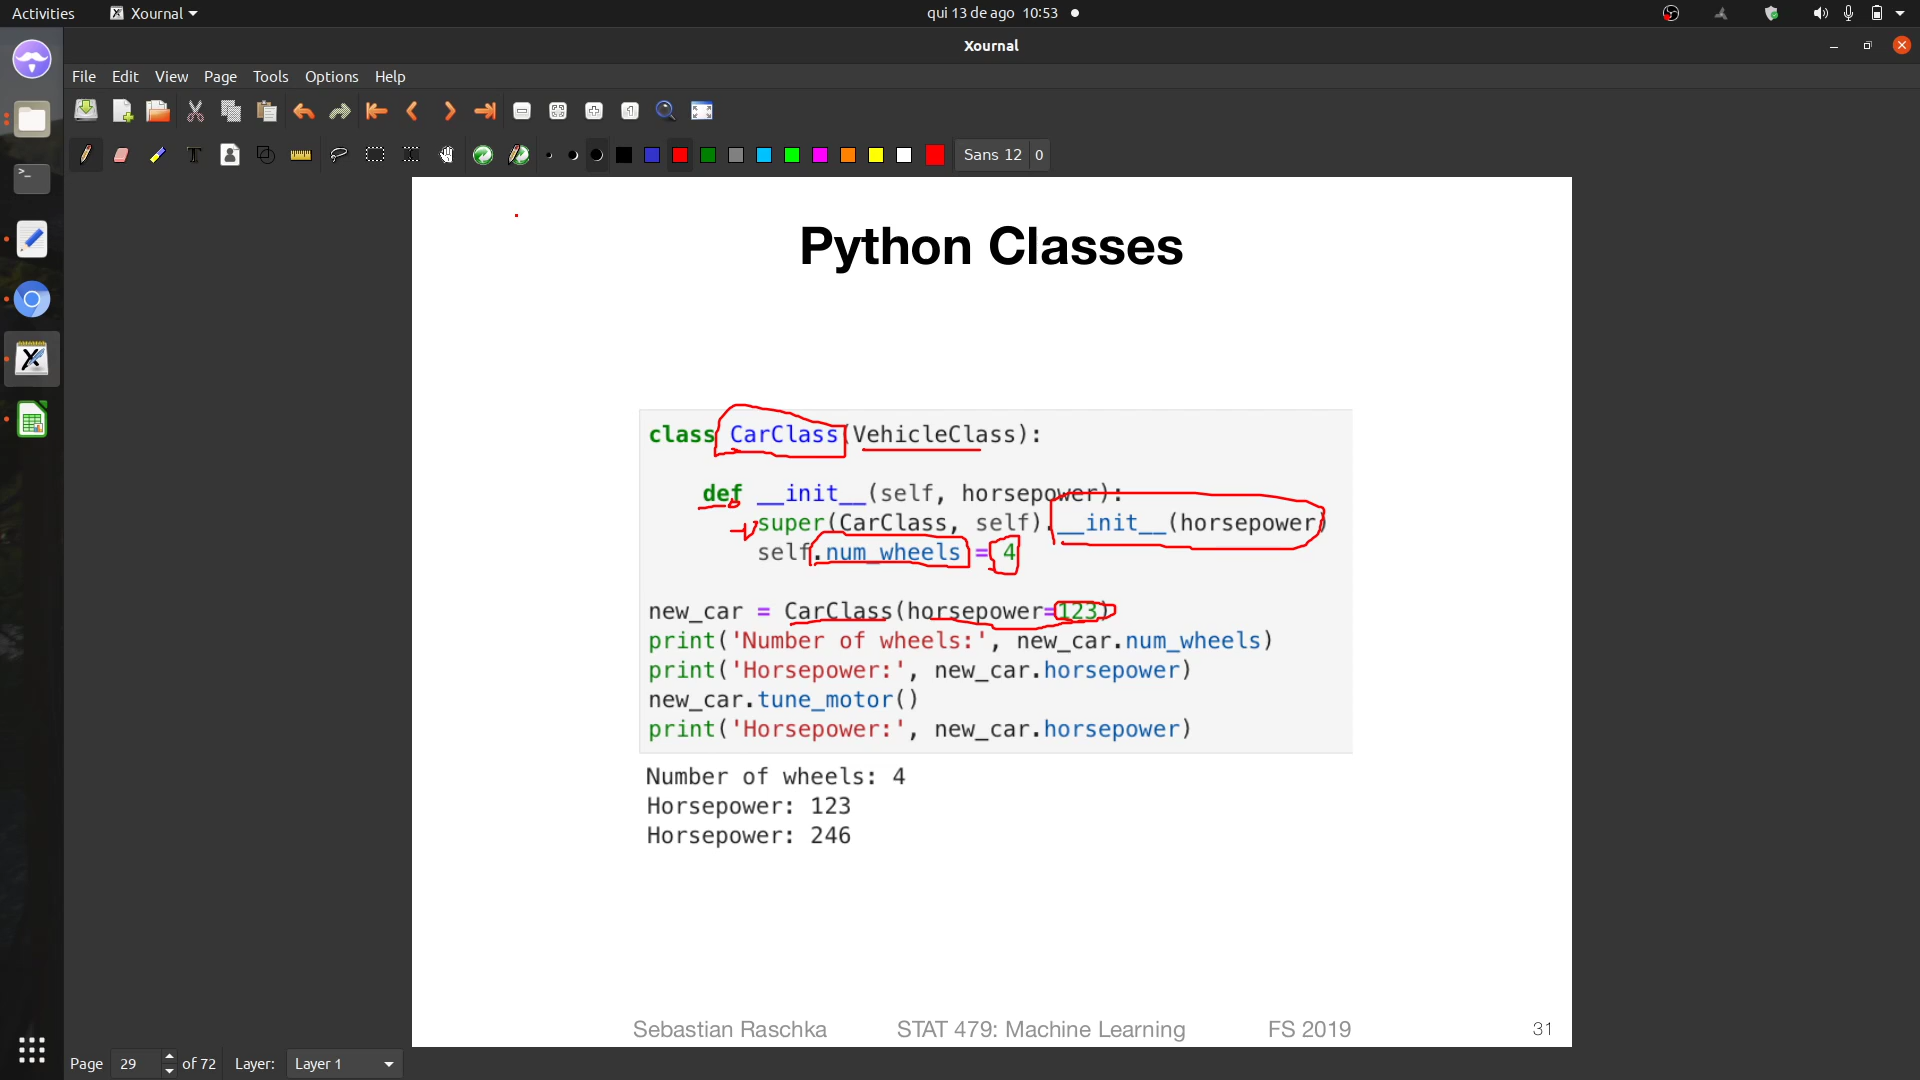 Activities Xournal qui 13 de ago 10:53
Xournal
File Edit View Page Tools Options Help
Sans 12 0
Python Classes
class CarClass(VehicleClass):
def __init__(self, horsepower):
super(CarClass, self).__init__(horsepower)
self.num_wheels = 4
new_car = CarClass(horsepower=123)
print('Number of wheels:', new_car.num_wheels)
print('Horsepower:', new_car.horsepower)
new_car.tune_motor()
print('Horsepower:', new_car.horsepower)
Number of wheels: 4
Horsepower: 123
Horsepower: 246
Sebastian Raschka STAT 479: Machine Learning FS 2019 31
Page 29 of 72 Layer: Layer 1